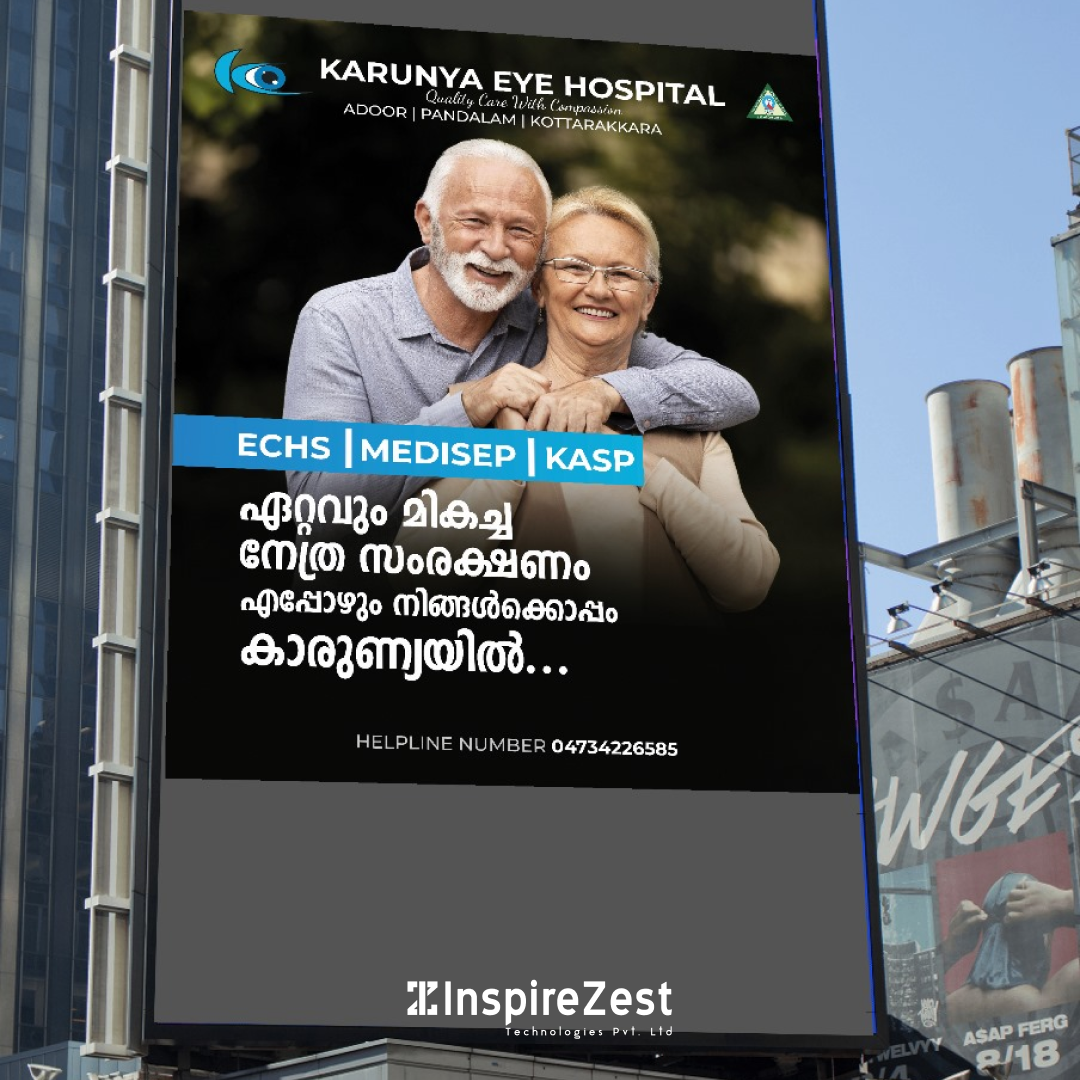 KARUNYA EYE HOSPITAL
Quality Care With Compassion
ADOOR | PANDALAM | KOTTARAKKARA
ECHS | MEDISEP | KASP
ഏറ്റവും മികച്ച
നേത്ര സംരക്ഷണം
എപ്പോഴും നിങ്ങൾക്കൊപ്പം
കാരുണ്യയിൽ...
HELPLINE NUMBER 04734226585
InspireZest
Technologies Pvt. Ltd
A$AP FERG
8/18